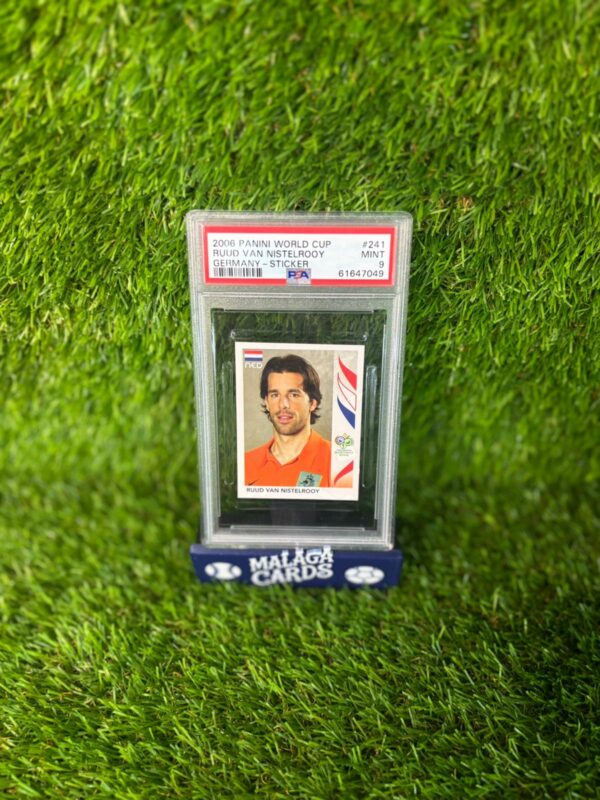 2006 PANINI WORLD CUP #241
RUUD VAN NISTELROOY MINT
GERMANY - STICKER 9
PSA 61647049
NED
RUUD VAN NISTELROOY
MALAGA
CARDS